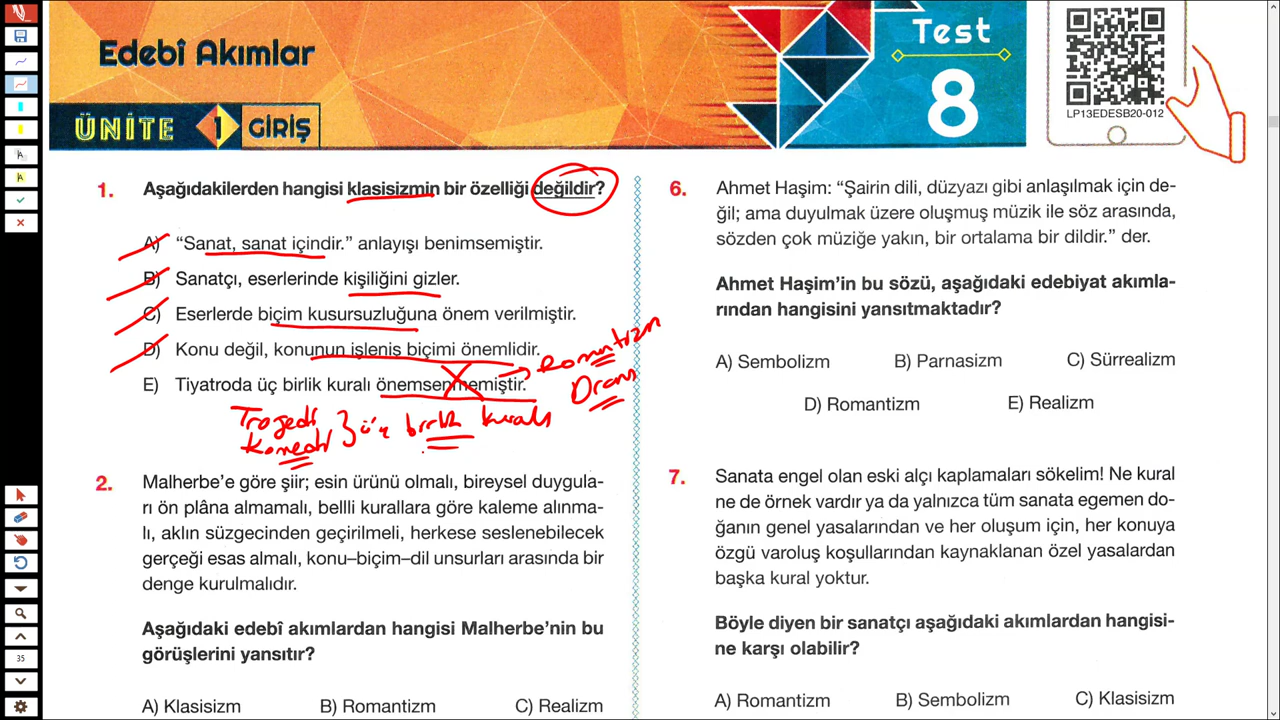 Edebî Akımlar
ÜNİTE 1 GİRİŞ
Test
8
LP13EDESB20-012
1. Aşağıdakilerden hangisi klasisizmin bir özelliği değildir?
A) “Sanat, sanat içindir.” anlayışı benimsemiştir.
B) Sanatçı, eserlerinde kişiliğini gizler.
C) Eserlerde biçim kusursuzluğuna önem verilmiştir.
D) Konu değil, konunun işleniş biçimi önemlidir.
E) Tiyatroda üç birlik kuralı önemsenmemiştir.
Romantizm
Dram
Tragedi
Komedi
üç birlik kuralı
2. Malherbe’e göre şiir; esin ürünü olmalı, bireysel duygula-
rı ön plâna almamalı, bellli kurallara göre kaleme alınma-
lı, aklın süzgecinden geçirilmeli, herkese seslenebilecek
gerçeği esas almalı, konu–biçim–dil unsurları arasında bir
denge kurulmalıdır.
Aşağıdaki edebî akımlardan hangisi Malherbe’nin bu
görüşlerini yansıtır?
A) Klasisizm B) Romantizm C) Realizm
6. Ahmet Haşim: “Şairin dili, düzyazı gibi anlaşılmak için de-
ğil; ama duyulmak üzere oluşmuş müzik ile söz arasında,
sözden çok müziğe yakın, bir ortalama bir dildir.” der.
Ahmet Haşim’in bu sözü, aşağıdaki edebiyat akımla-
rından hangisini yansıtmaktadır?
A) Sembolizm B) Parnasizm C) Sürrealizm
D) Romantizm E) Realizm
7. Sanata engel olan eski alçı kaplamaları sökelim! Ne kural
ne de örnek vardır ya da yalnızca tüm sanata egemen do-
ğanın genel yasalarından ve her oluşum için, her konuya
özgü varoluş koşullarından kaynaklanan özel yasalardan
başka kural yoktur.
Böyle diyen bir sanatçı aşağıdaki akımlardan hangisi-
ne karşı olabilir?
A) Romantizm B) Sembolizm C) Klasisizm
35